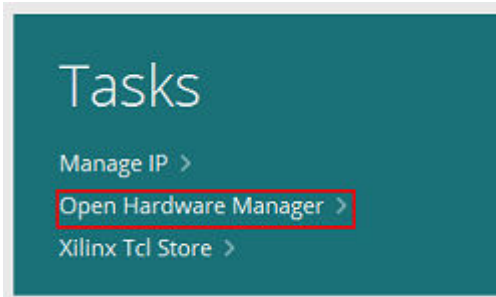 Tasks
Manage IP >
Open Hardware Manager >
Xilinx Tcl Store >